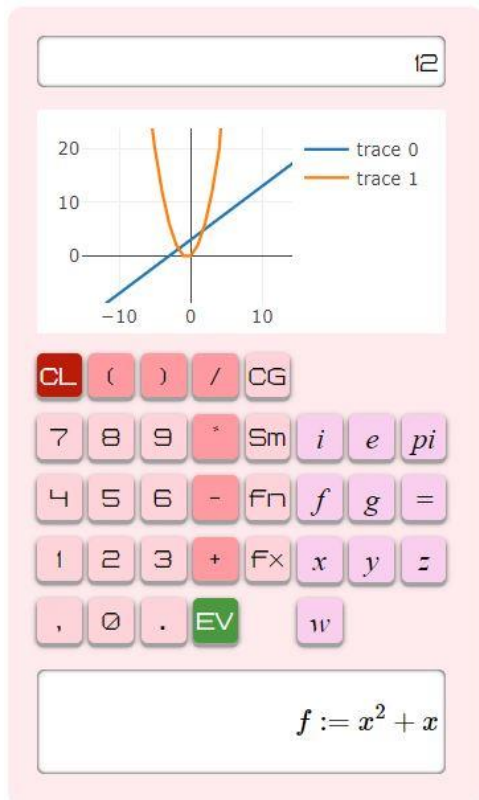 12
20
10
0
−10 0 10
trace 0
trace 1
CL ( ) / CG
7 8 9 * Sm i e pi
4 5 6 - Fn f g =
1 2 3 + Fx x y z
, 0 . EV w
f := x² + x